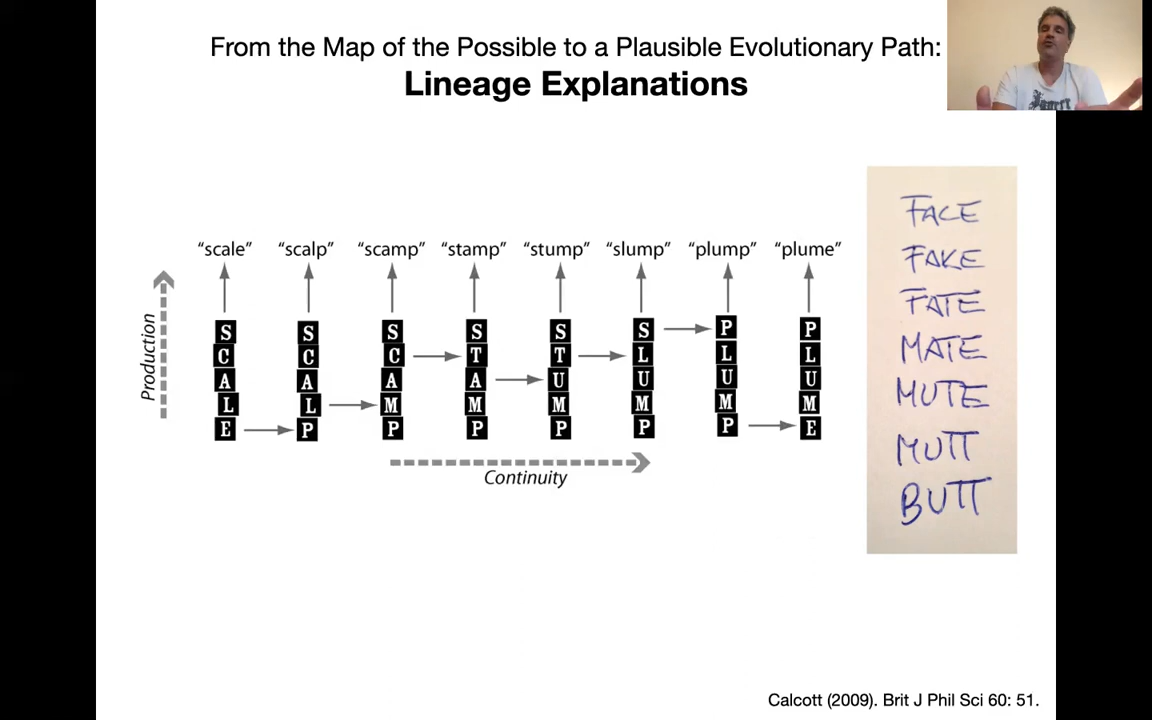 From the Map of the Possible to a Plausible Evolutionary Path:
Lineage Explanations
"scale" "scalp" "scamp" "stamp" "stump" "slump" "plump" "plume"
Production
S S S S S S P P
C C C T T L L L
A A A A U U U U
L L M M M M M M
E P P P P P P E
Continuity
FACE
FAKE
FATE
MATE
MUTE
MUTT
BUTT
Calcott (2009). Brit J Phil Sci 60: 51.